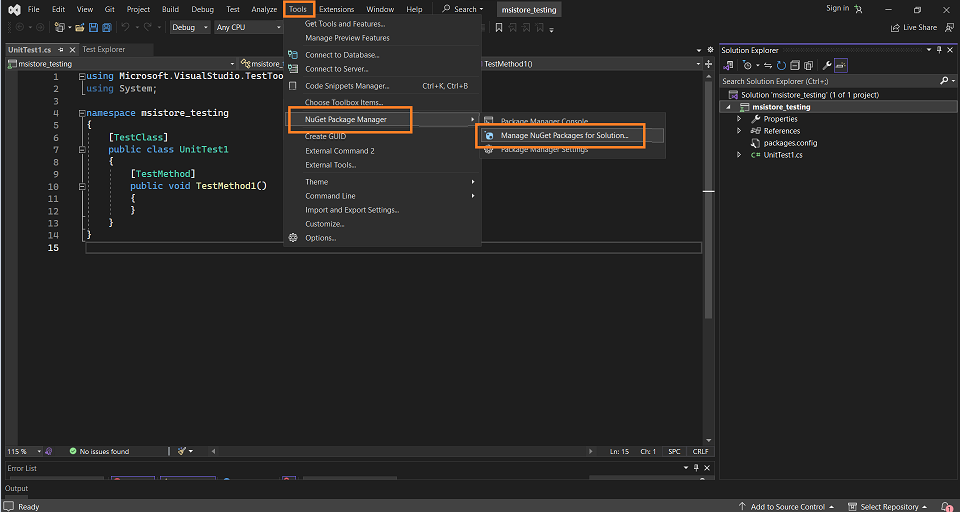 File Edit View Git Project Build Debug Test Analyze Tools Extensions Window Help Search msistore_testing Sign in
Debug Any CPU Live Share
UnitTest1.cs Test Explorer
msistore_testing msistore_ TestMethod1()
1 using Microsoft.VisualStudio.TestToo
2 using System;
3
4 namespace msistore_testing
5 {
6 [TestClass]
7 public class UnitTest1
8 {
9 [TestMethod]
10 public void TestMethod1()
11 {
12 }
13 }
14 }
15
Get Tools and Features...
Manage Preview Features
Connect to Database...
Connect to Server...
Code Snippets Manager... Ctrl+K, Ctrl+B
Choose Toolbox Items...
NuGet Package Manager
Create GUID
External Command 2
External Tools...
Theme
Command Line
Import and Export Settings...
Customize...
Options...
Package Manager Console
Manage NuGet Packages for Solution...
Package Manager Settings
Solution Explorer
Search Solution Explorer (Ctrl+;)
Solution 'msistore_testing' (1 of 1 project)
msistore_testing
Properties
References
packages.config
C# UnitTest1.cs
115 % No issues found Ln: 15 Ch: 1 SPC CRLF
Error List
Output
Ready Add to Source Control Select Repository 1